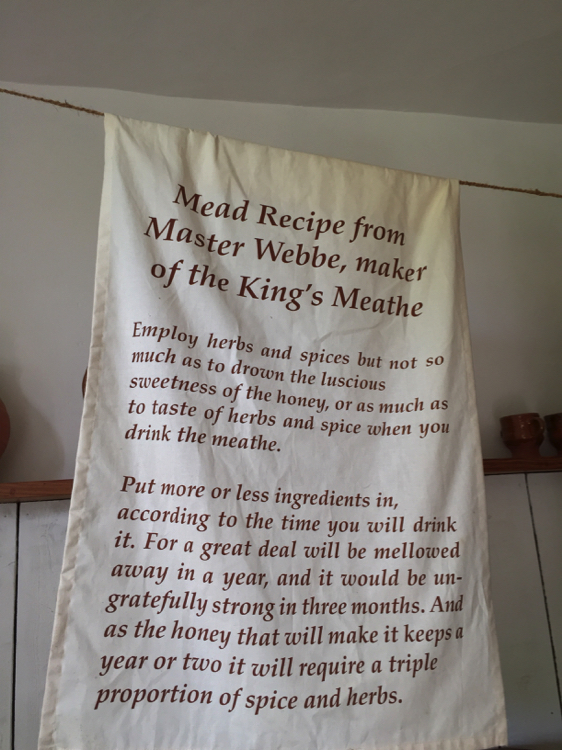 Mead Recipe from
Master Webbe, maker
of the King's Meathe
Employ herbs and spices but not so
much as to drown the luscious
sweetness of the honey, or as much as
to taste of herbs and spice when you
drink the meathe.
Put more or less ingredients in,
according to the time you will drink
it. For a great deal will be mellowed
away in a year, and it would be un-
gratefully strong in three months. And
as the honey that will make it keeps a
year or two it will require a triple
proportion of spice and herbs.